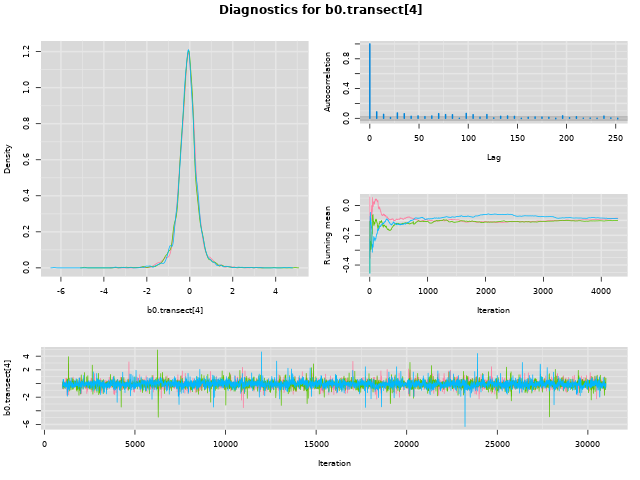 Diagnostics for b0.transect[4]
Density
0.0 0.2 0.4 0.6 0.8 1.0 1.2
-6 -4 -2 0 2 4
b0.transect[4]
Autocorrelation
0.0 0.4 0.8
0 50 100 150 200 250
Lag
Running mean
-0.4 -0.2 0.0
0 1000 2000 3000 4000
Iteration
b0.transect[4]
-6 -2 2 4
0 5000 10000 15000 20000 25000 30000
Iteration